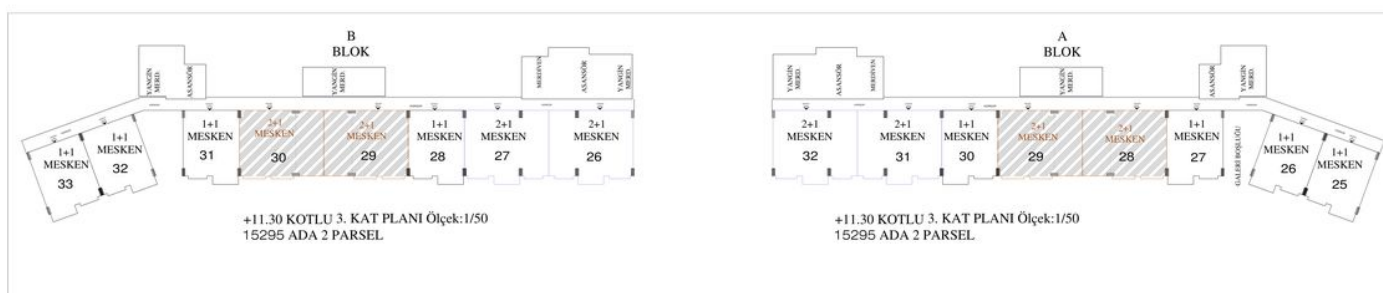 B
BLOK
YANGIN
MERD.
ASANSÖR
YANGIN
MERD.
MERDİVEN
ASANSÖR
YANGIN
MERD.
1+1
MESKEN
33
1+1
MESKEN
32
1+1
MESKEN
31
2+1
MESKEN
30
2+1
MESKEN
29
1+1
MESKEN
28
2+1
MESKEN
27
2+1
MESKEN
26
+11.30 KOTLU 3. KAT PLANI Ölçek:1/50
15295 ADA 2 PARSEL
A
BLOK
YANGIN
MERD.
ASANSÖR
MERDİVEN
YANGIN
MERD.
ASANSÖR
YANGIN
MERD.
2+1
MESKEN
32
2+1
MESKEN
31
1+1
MESKEN
30
2+1
MESKEN
29
2+1
MESKEN
28
1+1
MESKEN
27
GALERİ BOŞLUĞU
1+1
MESKEN
26
1+1
MESKEN
25
+11.30 KOTLU 3. KAT PLANI Ölçek:1/50
15295 ADA 2 PARSEL